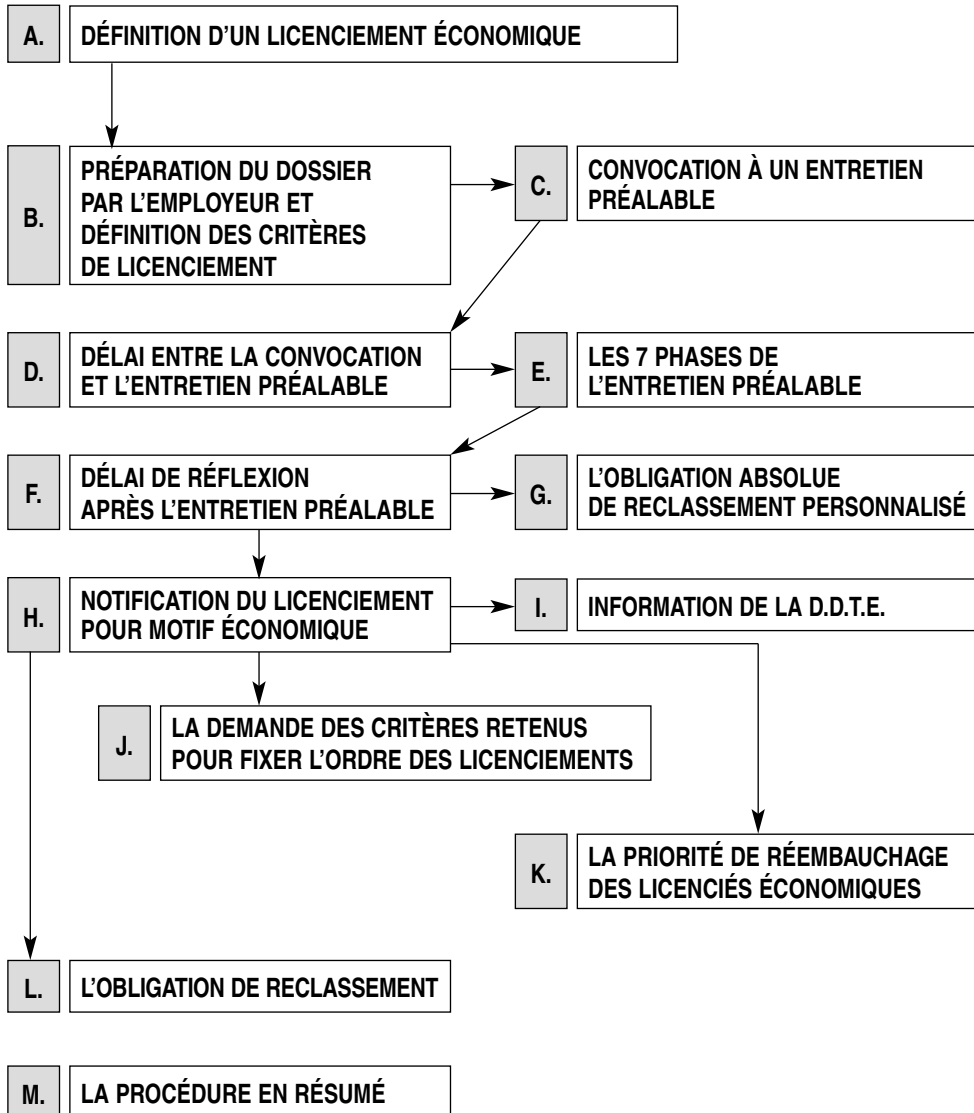 A. DÉFINITION D'UN LICENCIEMENT ÉCONOMIQUE
B. PRÉPARATION DU DOSSIER
PAR L'EMPLOYEUR ET
DÉFINITION DES CRITÈRES
DE LICENCIEMENT
C. CONVOCATION À UN ENTRETIEN
PRÉALABLE
D. DÉLAI ENTRE LA CONVOCATION
ET L'ENTRETIEN PRÉALABLE
E. LES 7 PHASES DE
L'ENTRETIEN PRÉALABLE
F. DÉLAI DE RÉFLEXION
APRÈS L'ENTRETIEN PRÉALABLE
G. L'OBLIGATION ABSOLUE
DE RECLASSEMENT PERSONNALISÉ
H. NOTIFICATION DU LICENCIEMENT
POUR MOTIF ÉCONOMIQUE
I. INFORMATION DE LA D.D.T.E.
J. LA DEMANDE DES CRITÈRES RETENUS
POUR FIXER L'ORDRE DES LICENCIEMENTS
K. LA PRIORITÉ DE RÉEMBAUCHAGE
DES LICENCIÉS ÉCONOMIQUES
L. L'OBLIGATION DE RECLASSEMENT
M. LA PROCÉDURE EN RÉSUMÉ